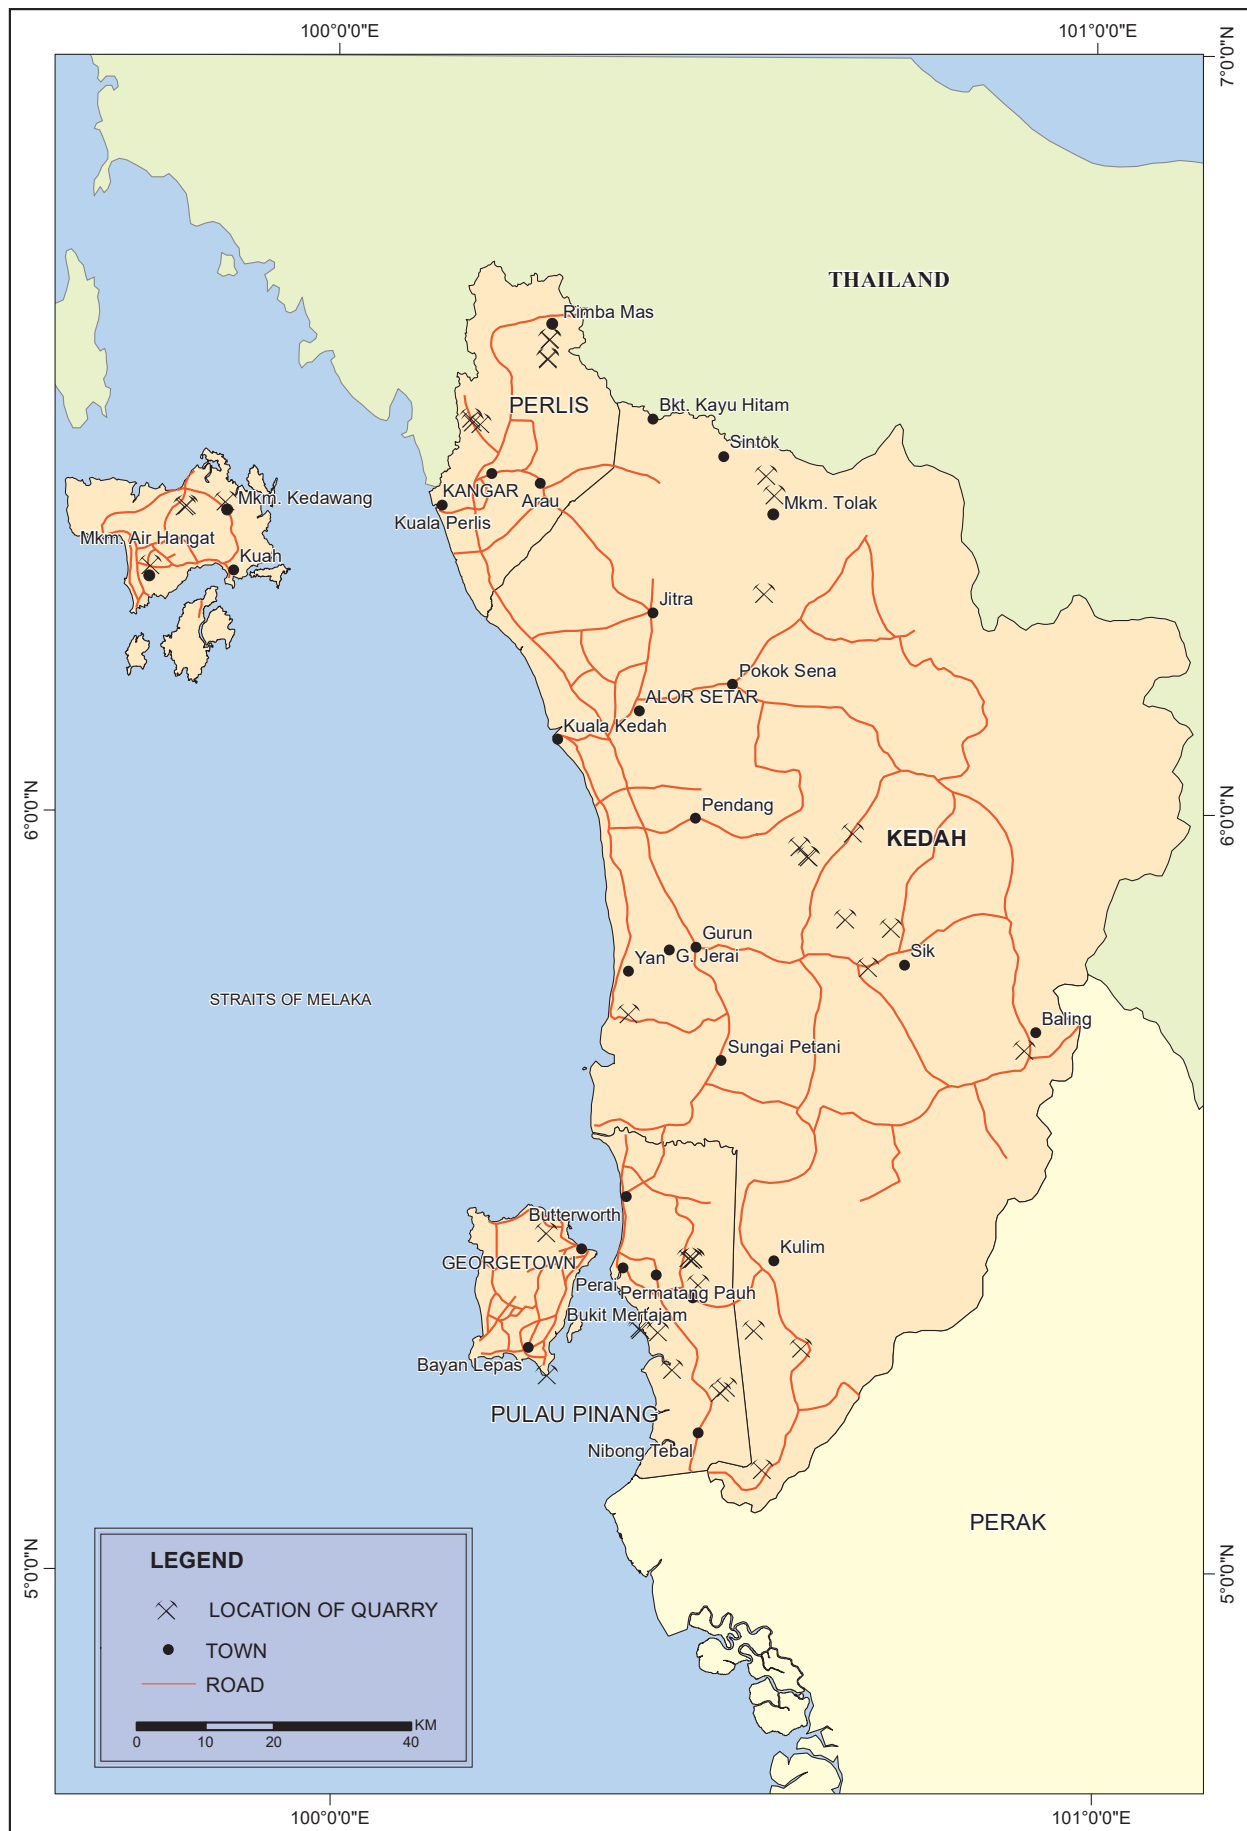 100°0'0"E
101°0'0"E
7°0'0"N
THAILAND
Rimba Mas
PERLIS
Bkt. Kayu Hitam
Sintok
Mkm. Kedawang
KANGAR
Arau
Mkm. Tolak
Kuala Perlis
Mkm. Air Hangat
Kuah
Jitra
Pokok Sena
ALOR SETAR
Kuala Kedah
6°0'0"N
6°0'0"N
Pendang
KEDAH
Gurun
G. Jerai
Yan
Sik
STRAITS OF MELAKA
Baling
Sungai Petani
Butterworth
GEORGETOWN
Kulim
Perai
Permatang Pauh
Bukit Mertajam
Bayan Lepas
PULAU PINANG
Nibong Tebal
PERAK
5°0'0"N
5°0'0"N
LEGEND
LOCATION OF QUARRY
TOWN
ROAD
KM
0 10 20 40
100°0'0"E
101°0'0"E